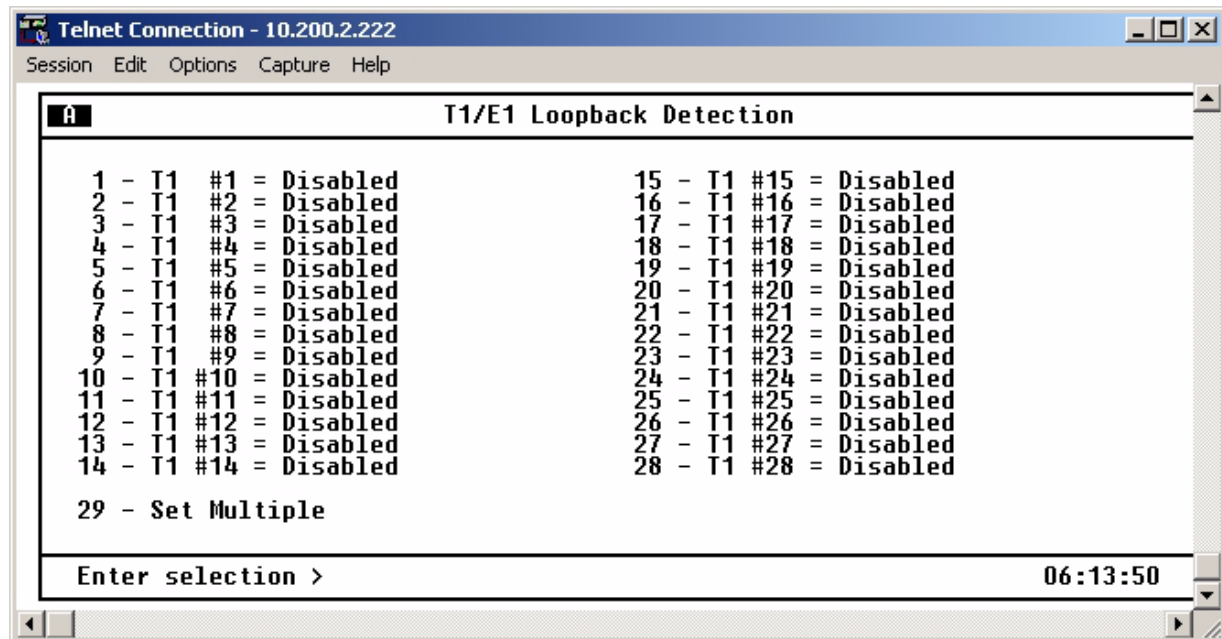 Telnet Connection - 10.200.2.222
Session Edit Options Capture Help
A T1/E1 Loopback Detection
1 - T1 #1 = Disabled 15 - T1 #15 = Disabled
2 - T1 #2 = Disabled 16 - T1 #16 = Disabled
3 - T1 #3 = Disabled 17 - T1 #17 = Disabled
4 - T1 #4 = Disabled 18 - T1 #18 = Disabled
5 - T1 #5 = Disabled 19 - T1 #19 = Disabled
6 - T1 #6 = Disabled 20 - T1 #20 = Disabled
7 - T1 #7 = Disabled 21 - T1 #21 = Disabled
8 - T1 #8 = Disabled 22 - T1 #22 = Disabled
9 - T1 #9 = Disabled 23 - T1 #23 = Disabled
10 - T1 #10 = Disabled 24 - T1 #24 = Disabled
11 - T1 #11 = Disabled 25 - T1 #25 = Disabled
12 - T1 #12 = Disabled 26 - T1 #26 = Disabled
13 - T1 #13 = Disabled 27 - T1 #27 = Disabled
14 - T1 #14 = Disabled 28 - T1 #28 = Disabled
29 - Set Multiple
Enter selection > 06:13:50